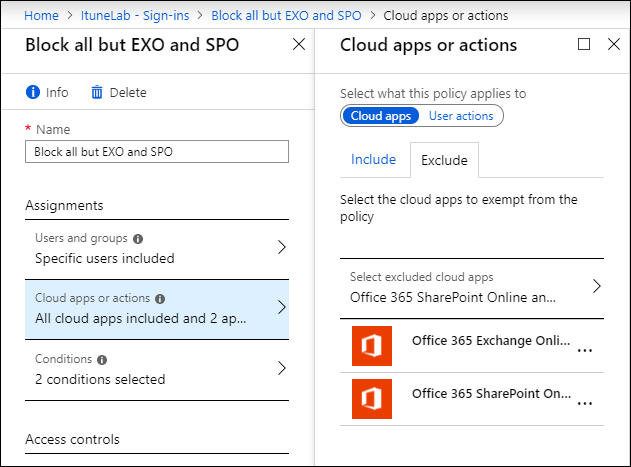 Home > ItuneLab - Sign-ins > Block all but EXO and SPO > Cloud apps or actions
Block all but EXO and SPO
Info
Delete
* Name
Block all but EXO and SPO
Assignments
Users and groups
Specific users included
Cloud apps or actions
All cloud apps included and 2 ap...
Conditions
2 conditions selected
Access controls
Cloud apps or actions
Select what this policy applies to
Cloud apps
User actions
Include
Exclude
Select the cloud apps to exempt from the
policy
Select excluded cloud apps
Office 365 SharePoint Online an...
Office 365 Exchange Onli...
Office 365 SharePoint On...